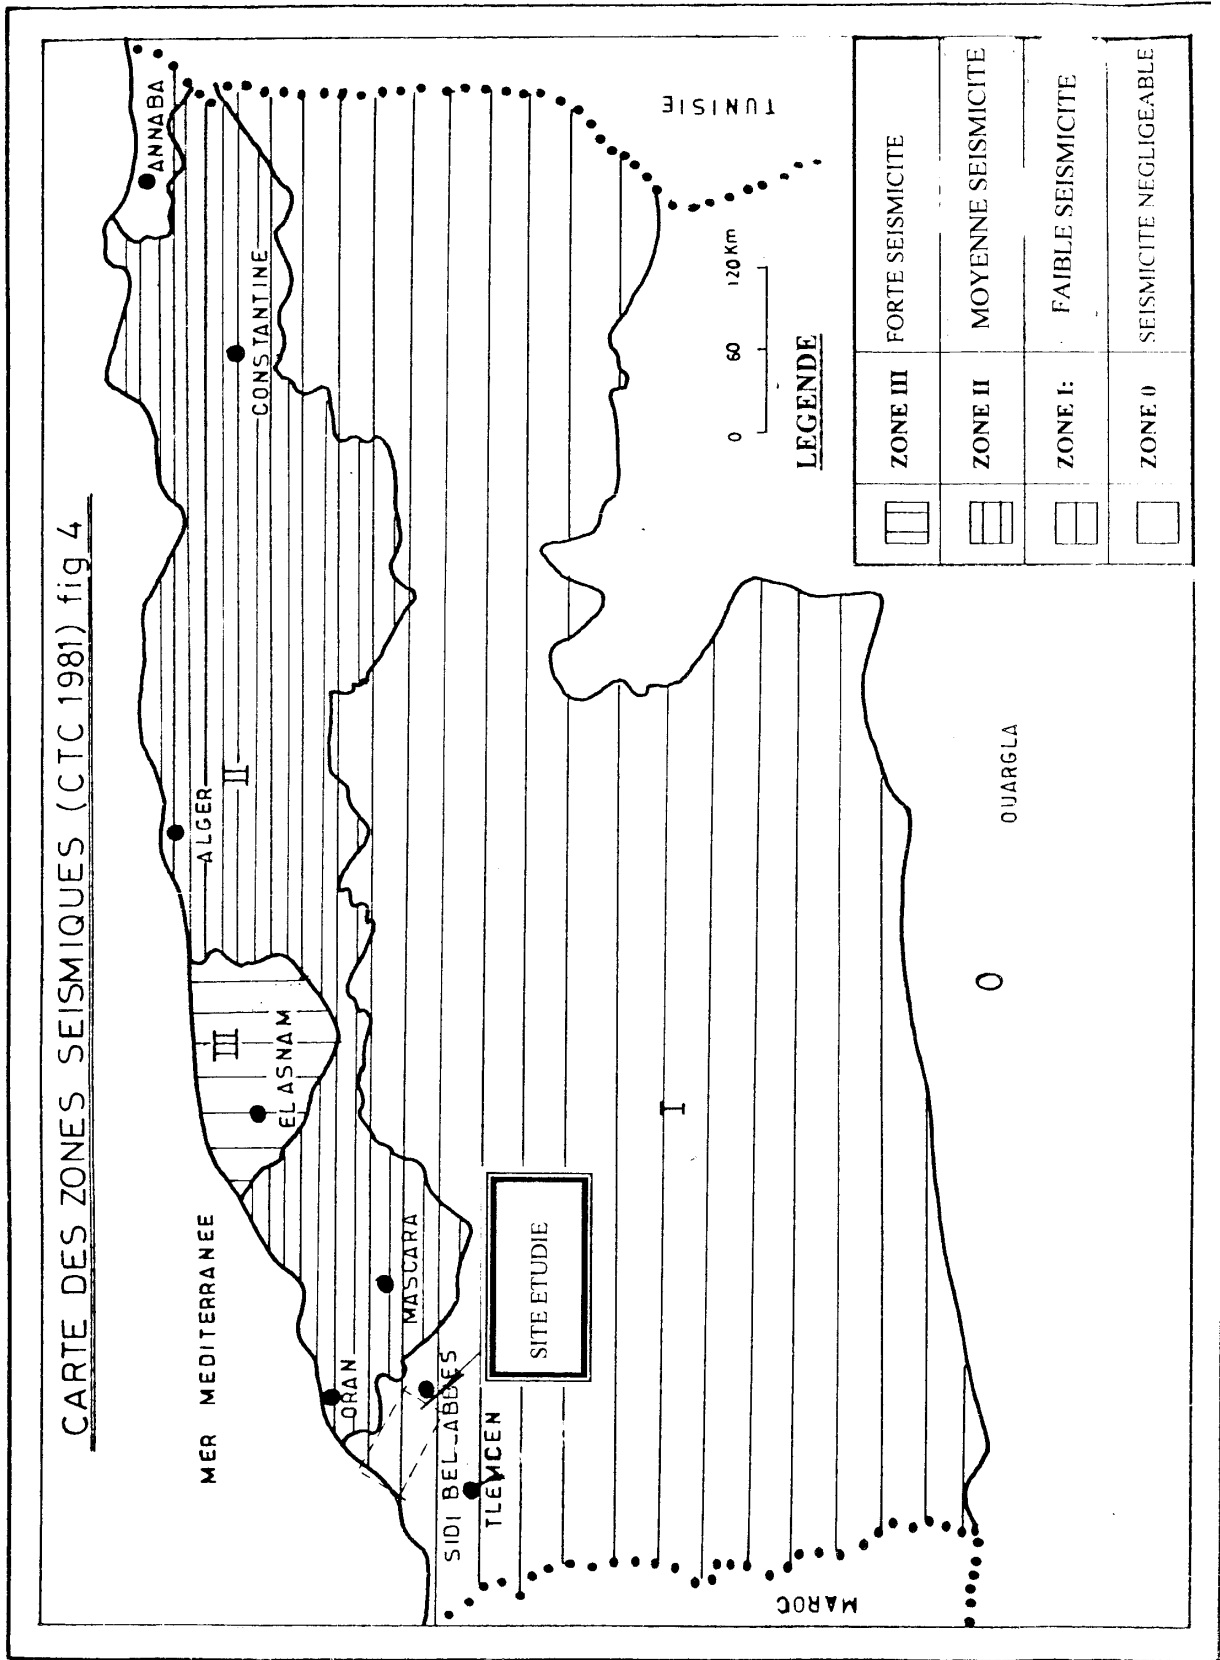 CARTE DES ZONES SEISMIQUES (CTC 1981) fig 4
MER MEDITERRANEE
ANNABA
ALGER
CONSTANTINE
II
III
EL ASNAM
ORAN
MASCARA
SIDI BEL ABBES
TLEMCEN
SITE ETUDIE
I
MAROC
TUNISIE
OUARGLA
O
0 60 120 Km
LEGENDE
ZONE III FORTE SEISMICITE
ZONE II MOYENNE SEISMICITE
ZONE I: FAIBLE SEISMICITE
ZONE 0 SEISMICITE NEGLIGEABLE